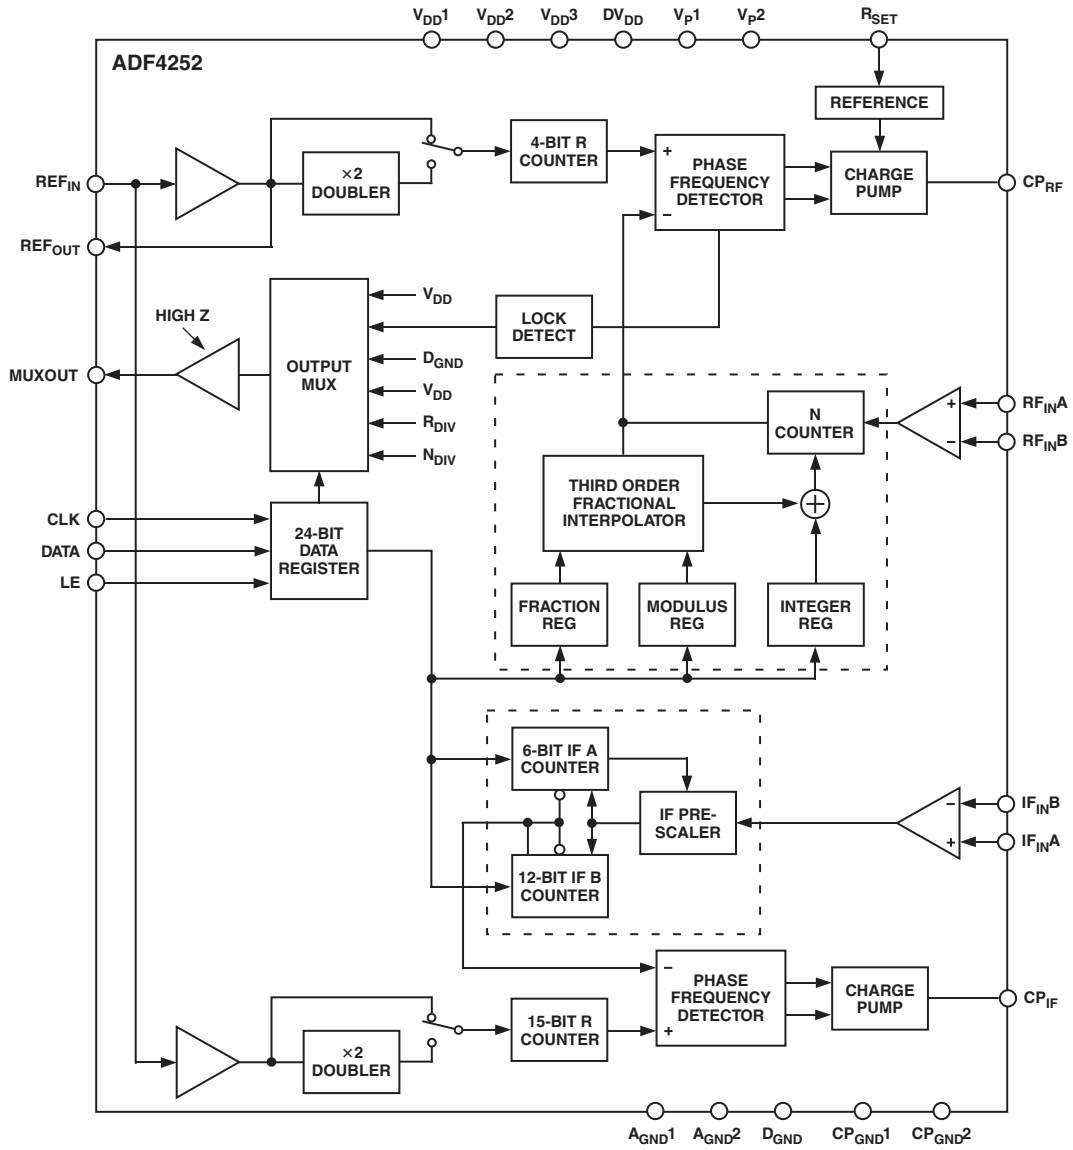 VDD1 VDD2 VDD3 DVDD VP1 VP2 RSET
ADF4252
REFERENCE
4-BIT R
COUNTER
+
PHASE
FREQUENCY
DETECTOR
–
CHARGE
PUMP
CPRF
REFIN
×2
DOUBLER
REFOUT
HIGH Z
MUXOUT
OUTPUT
MUX
VDD
DGND
VDD
RDIV
NDIV
LOCK
DETECT
N
COUNTER
+
–
RFINA
RFINB
THIRD ORDER
FRACTIONAL
INTERPOLATOR
+
CLK
DATA
LE
24-BIT
DATA
REGISTER
FRACTION
REG
MODULUS
REG
INTEGER
REG
6-BIT IF A
COUNTER
IF PRE-
SCALER
12-BIT IF B
COUNTER
–
+
IFINB
IFINA
–
PHASE
FREQUENCY
DETECTOR
+
CHARGE
PUMP
CPIF
15-BIT R
COUNTER
×2
DOUBLER
AGND1 AGND2 DGND CPGND1 CPGND2